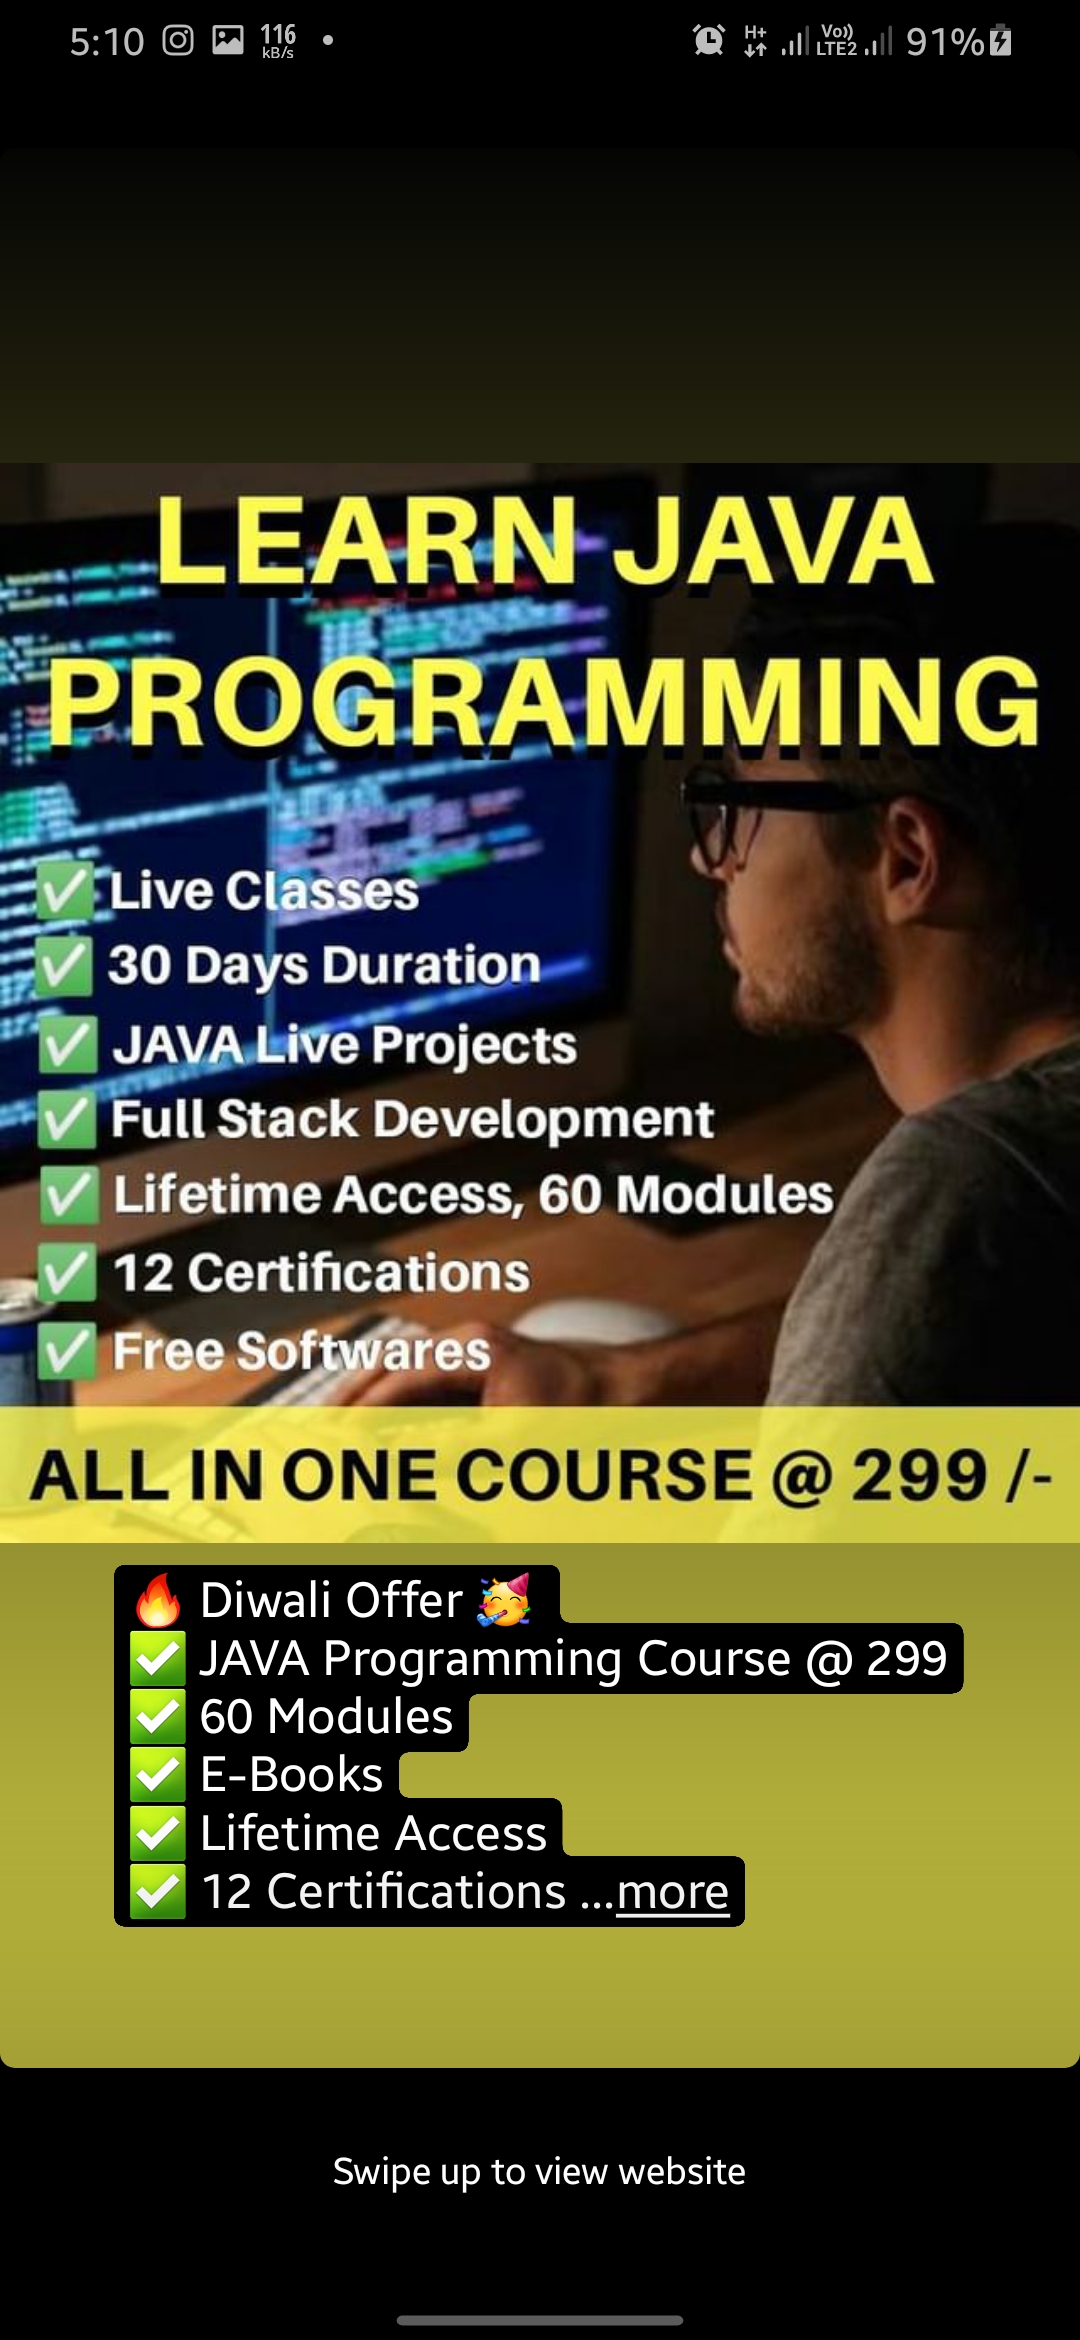 5:10 116 kB/s • H+ Vo)) LTE2 91%
LEARN JAVA
PROGRAMMING
✅ Live Classes
✅ 30 Days Duration
✅ JAVA Live Projects
✅ Full Stack Development
✅ Lifetime Access, 60 Modules
✅ 12 Certifications
✅ Free Softwares
ALL IN ONE COURSE @ 299 /-
🔥 Diwali Offer 🥳
✅ JAVA Programming Course @ 299
✅ 60 Modules
✅ E-Books
✅ Lifetime Access
✅ 12 Certifications ...more
Swipe up to view website